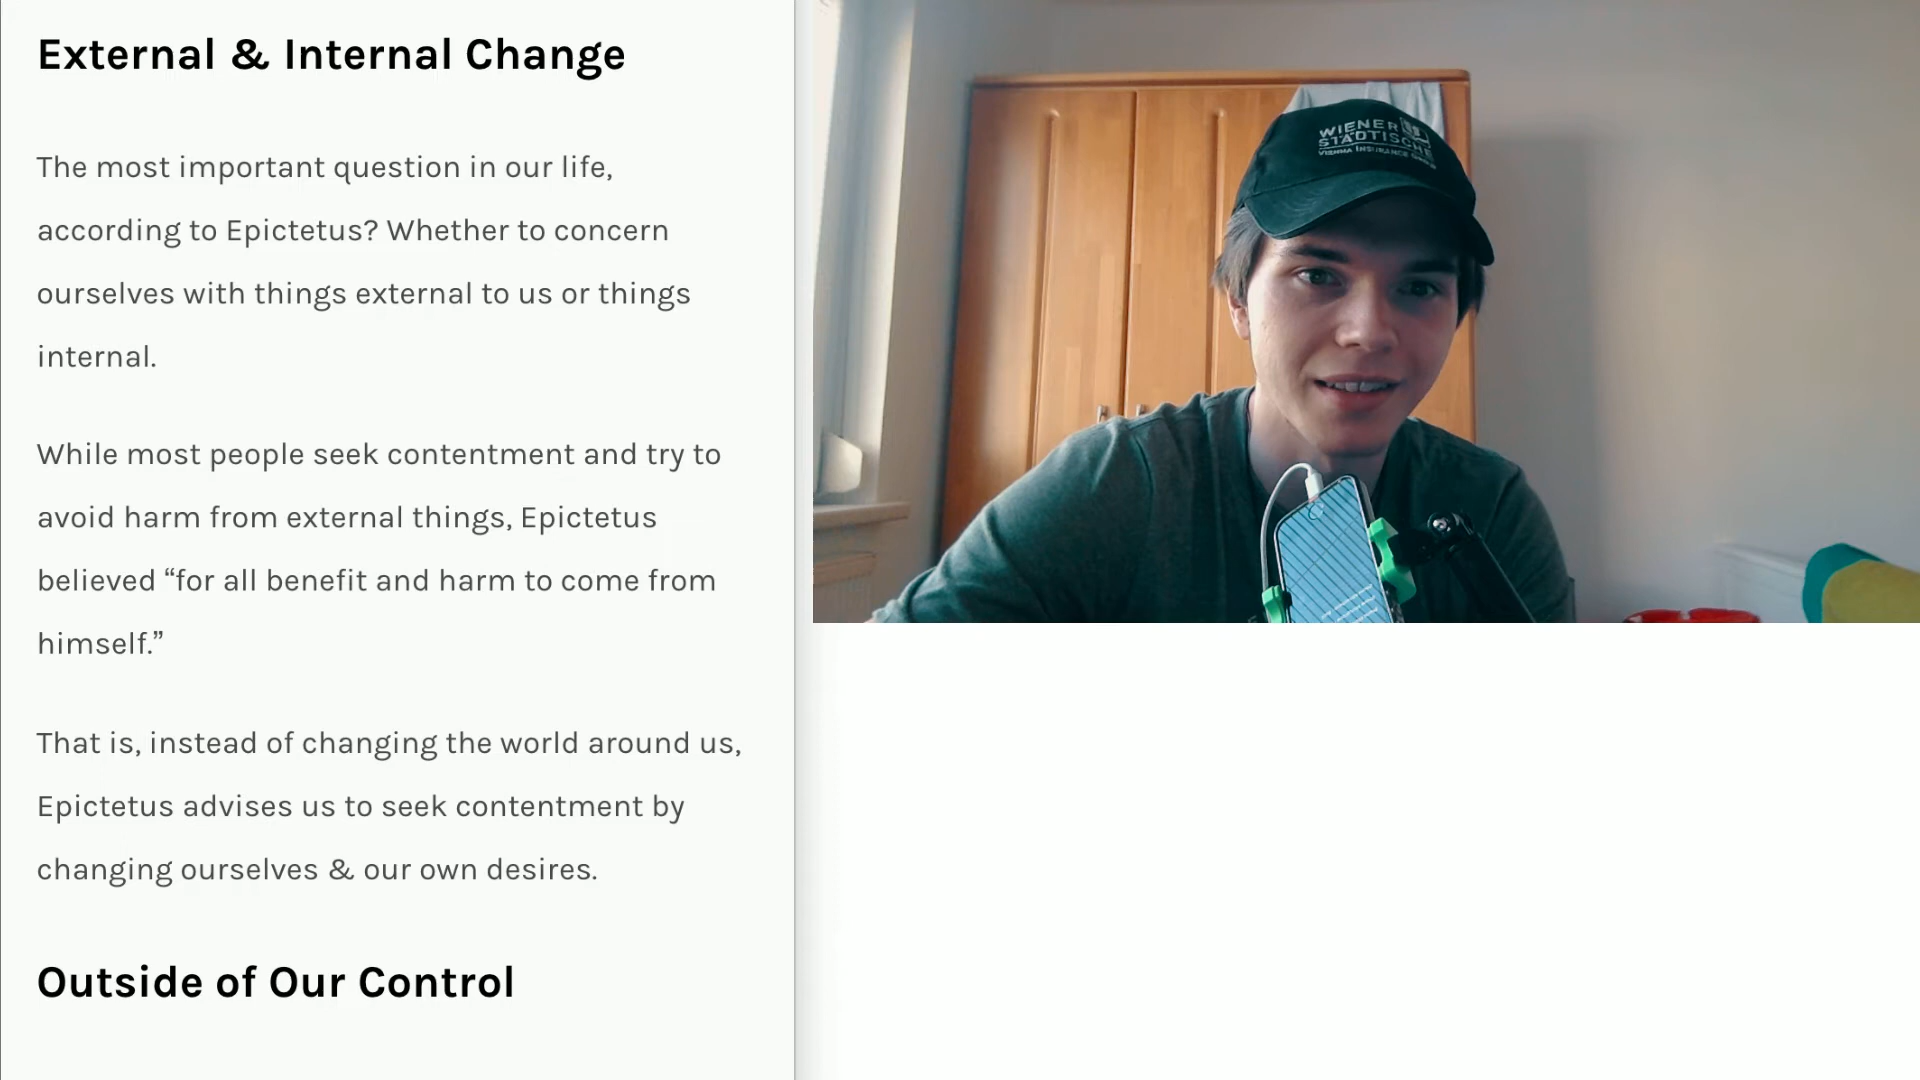 External & Internal Change
The most important question in our life,
according to Epictetus? Whether to concern
ourselves with things external to us or things
internal.
While most people seek contentment and try to
avoid harm from external things, Epictetus
believed “for all benefit and harm to come from
himself.”
That is, instead of changing the world around us,
Epictetus advises us to seek contentment by
changing ourselves & our own desires.
Outside of Our Control
WIENER
STÄDTISCHE
VIENNA INSURANCE GROUP